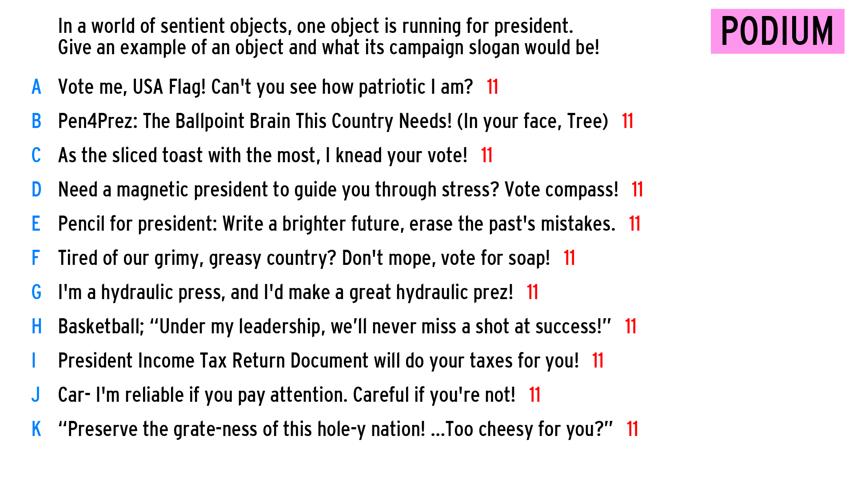 In a world of sentient objects, one object is running for president.
Give an example of an object and what its campaign slogan would be!
PODIUM
A Vote me, USA Flag! Can't you see how patriotic I am? 11
B Pen4Prez: The Ballpoint Brain This Country Needs! (In your face, Tree) 11
C As the sliced toast with the most, I knead your vote! 11
D Need a magnetic president to guide you through stress? Vote compass! 11
E Pencil for president: Write a brighter future, erase the past's mistakes. 11
F Tired of our grimy, greasy country? Don't mope, vote for soap! 11
G I'm a hydraulic press, and I'd make a great hydraulic prez! 11
H Basketball; “Under my leadership, we’ll never miss a shot at success!” 11
I President Income Tax Return Document will do your taxes for you! 11
J Car- I'm reliable if you pay attention. Careful if you're not! 11
K “Preserve the grate-ness of this hole-y nation! ...Too cheesy for you?” 11